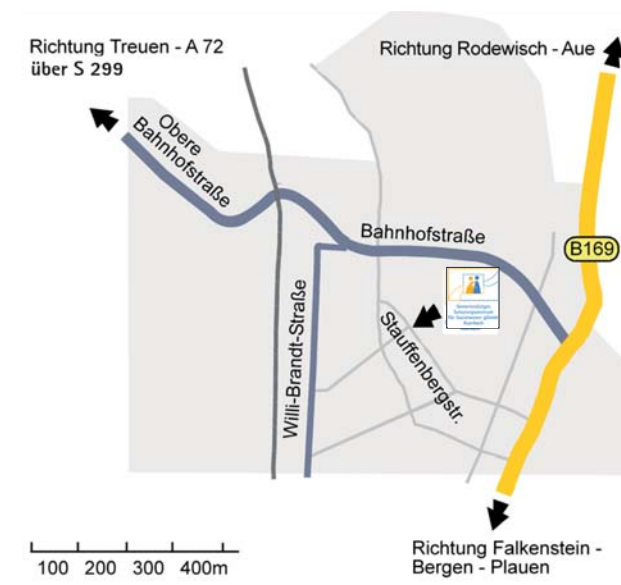 Richtung Treuen - A 72
über S 299
Richtung Rodewisch - Aue
Obere
Bahnhofstraße
Bahnhofstraße
B169
Willi-Brandt-Straße
Stauffenbergstr.
100 200 300 400m
Richtung Falkenstein -
Bergen - Plauen